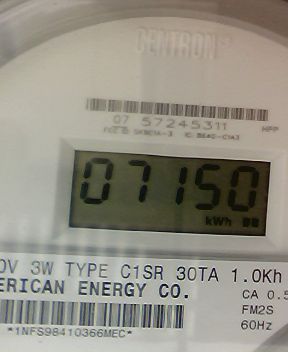 CENTRON
07 57245311
HPP
07150
kWh
0V 3W TYPE C1SR 30TA 1.0Kh
ERICAN ENERGY CO.
CA 0.5
FM2S
*1NFS98410366MEC*
60Hz